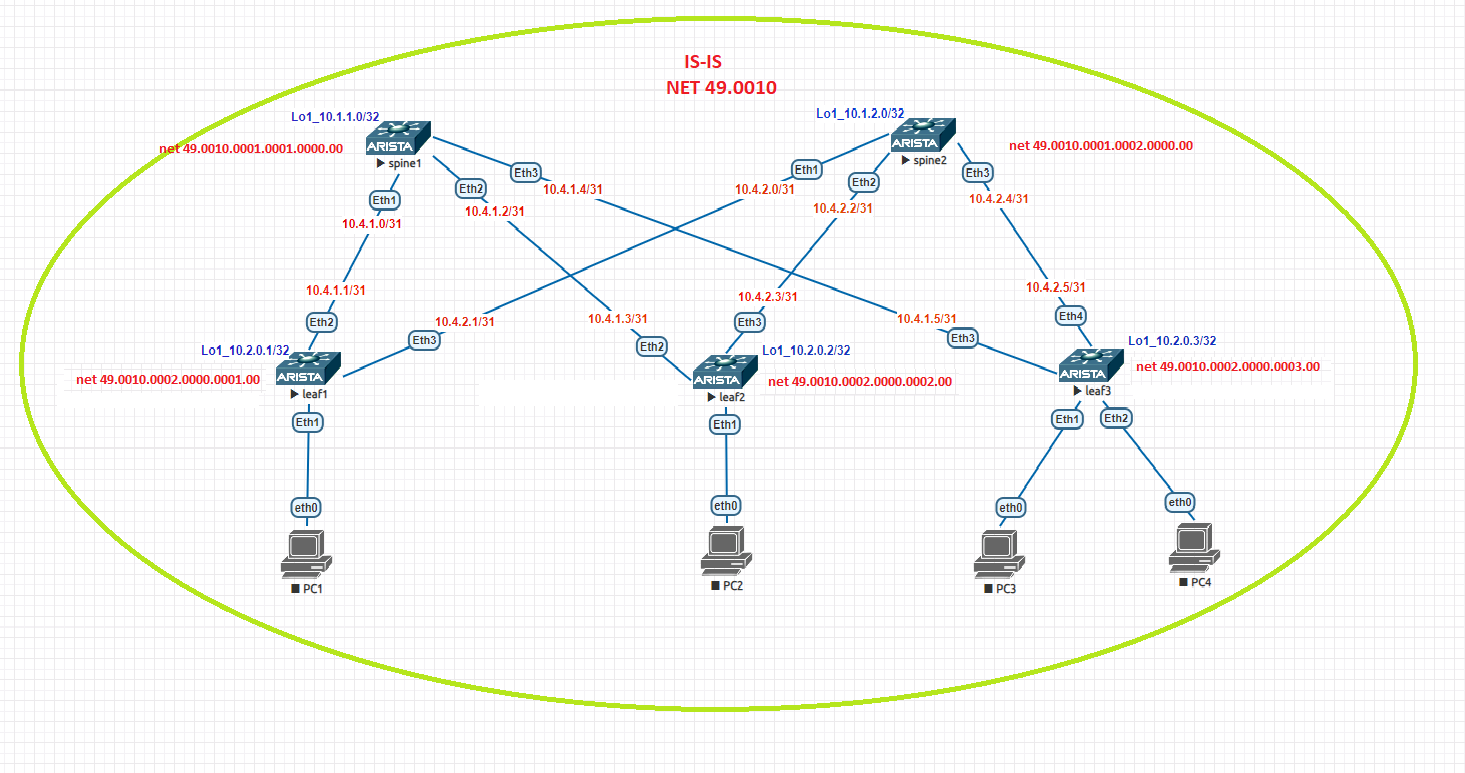 IS-IS
NET 49.0010
Lo1_10.1.1.0/32
Lo1_10.1.2.0/32
ARISTA
ARISTA
net 49.0010.0001.0001.0000.00
net 49.0010.0001.0002.0000.00
spine1
spine2
Eth1
Eth2
Eth3
Eth1
Eth2
Eth3
10.4.1.0/31
10.4.1.2/31
10.4.1.4/31
10.4.2.0/31
10.4.2.2/31
10.4.2.4/31
10.4.1.1/31
10.4.2.1/31
10.4.1.3/31
10.4.2.3/31
10.4.1.5/31
10.4.2.5/31
Eth2
Eth3
Eth2
Eth3
Eth3
Eth4
Lo1_10.2.0.1/32
Lo1_10.2.0.2/32
Lo1_10.2.0.3/32
ARISTA
ARISTA
ARISTA
net 49.0010.0002.0000.0001.00
net 49.0010.0002.0000.0002.00
net 49.0010.0002.0000.0003.00
leaf1
leaf2
leaf3
Eth1
Eth1
Eth1
Eth2
eth0
eth0
eth0
eth0
PC1
PC2
PC3
PC4